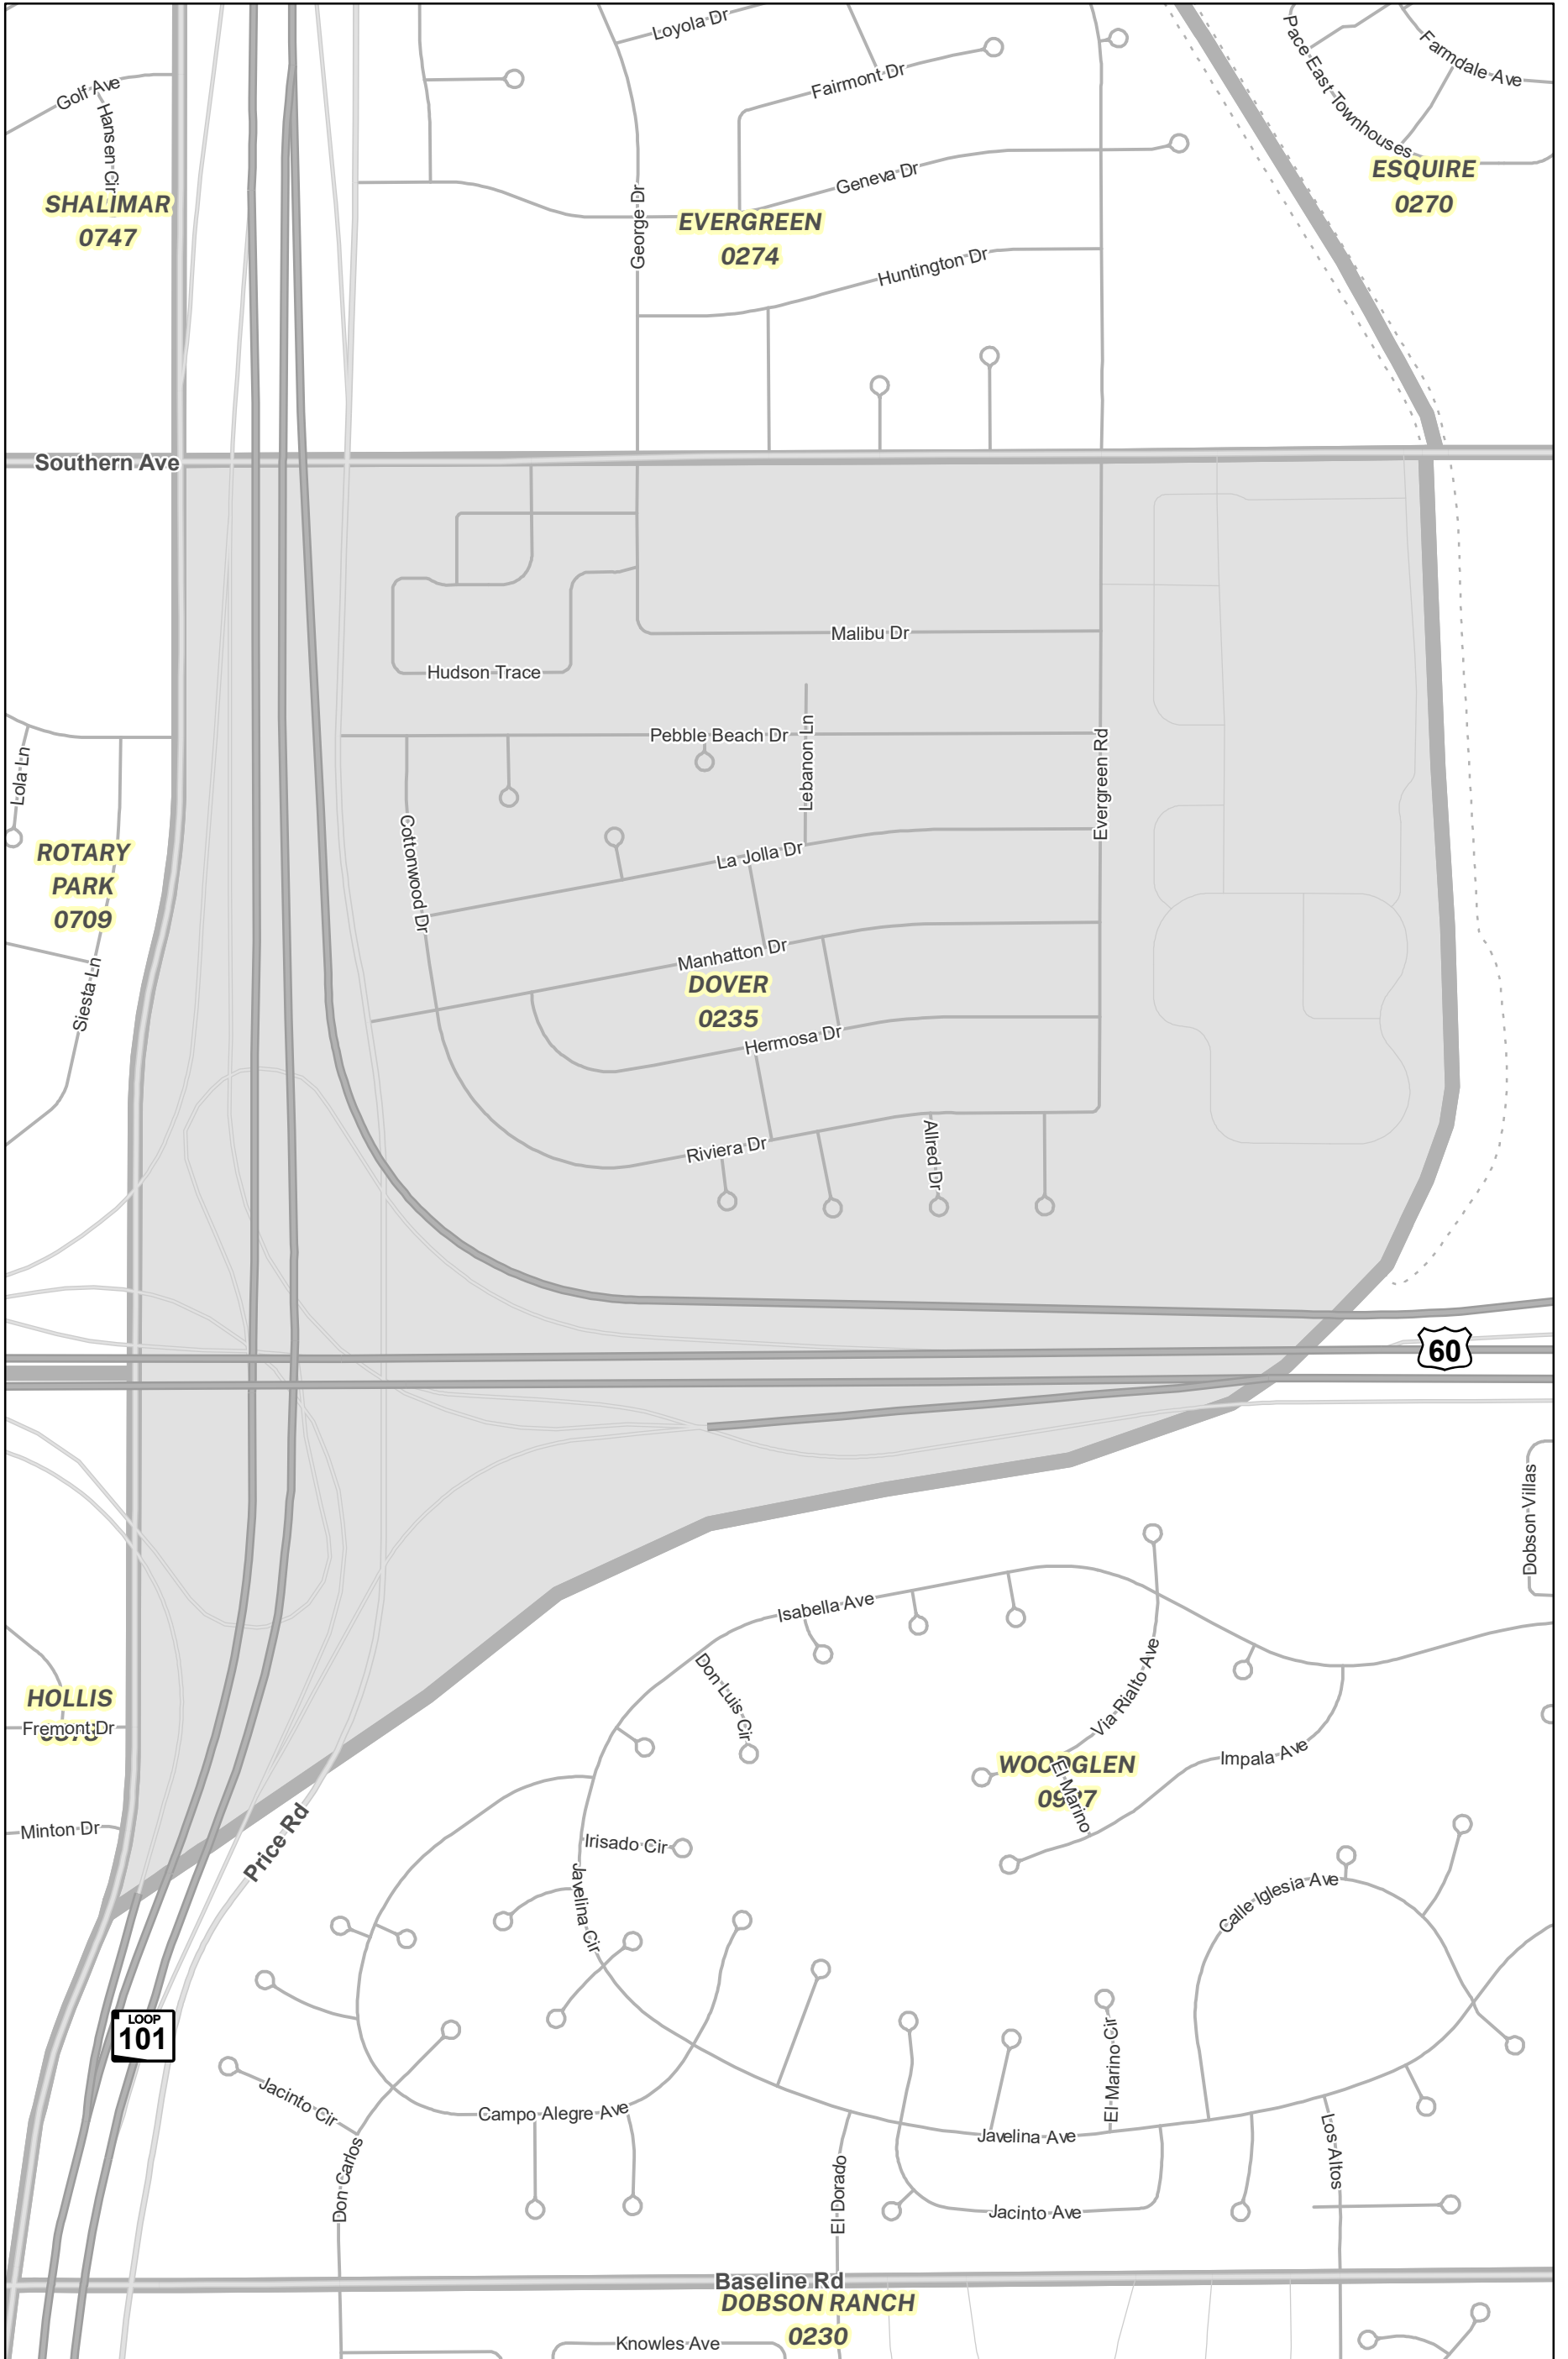 Loyola Dr
Golf Ave
Hansen Cir
Fairmont Dr
Pace East Townhouses
Farmdale Ave
SHALIMAR
0747
George Dr
Geneva Dr
ESQUIRE
0270
EVERGREEN
0274
Huntington Dr
Southern Ave
Malibu Dr
Hudson Trace
Pebble Beach Dr
Lebanon Ln
Evergreen Rd
Lola Ln
ROTARY
PARK
0709
Cottonwood Dr
La Jolla Dr
Siesta Ln
Manhatton Dr
DOVER
0235
Hermosa Dr
Riviera Dr
Allred Dr
60
Dobson Villas
Isabella Ave
Don Luis Cir
Via Rialto Ave
HOLLIS
Fremont Dr
WOODGLEN
El Marino
Impala Ave
Minton Dr
Price Rd
Irisado Cir
Javelina Cir
Calle Iglesia Ave
LOOP
101
Jacinto Cir
Campo Alegre Ave
El Marino Cir
Javelina Ave
Don Carlos
El Dorado
Los Altos
Jacinto Ave
Baseline Rd
DOBSON RANCH
0230
Knowles Ave